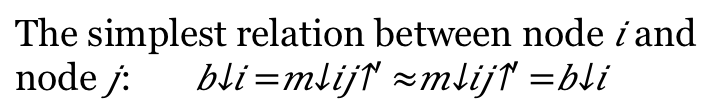 The simplest relation between node i and
node j: b↓i =m↓ij↑′ ≈m↓ij↑′ =b↓i